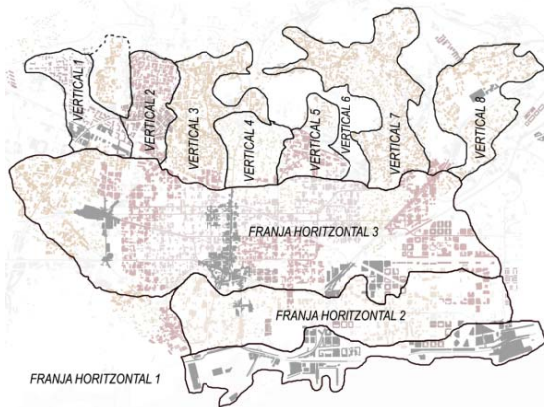 VERTICAL 1
VERTICAL 2
VERTICAL 3
VERTICAL 4
VERTICAL 5
VERTICAL 6
VERTICAL 7
VERTICAL 8
FRANJA HORITZONTAL 3
FRANJA HORITZONTAL 2
FRANJA HORITZONTAL 1